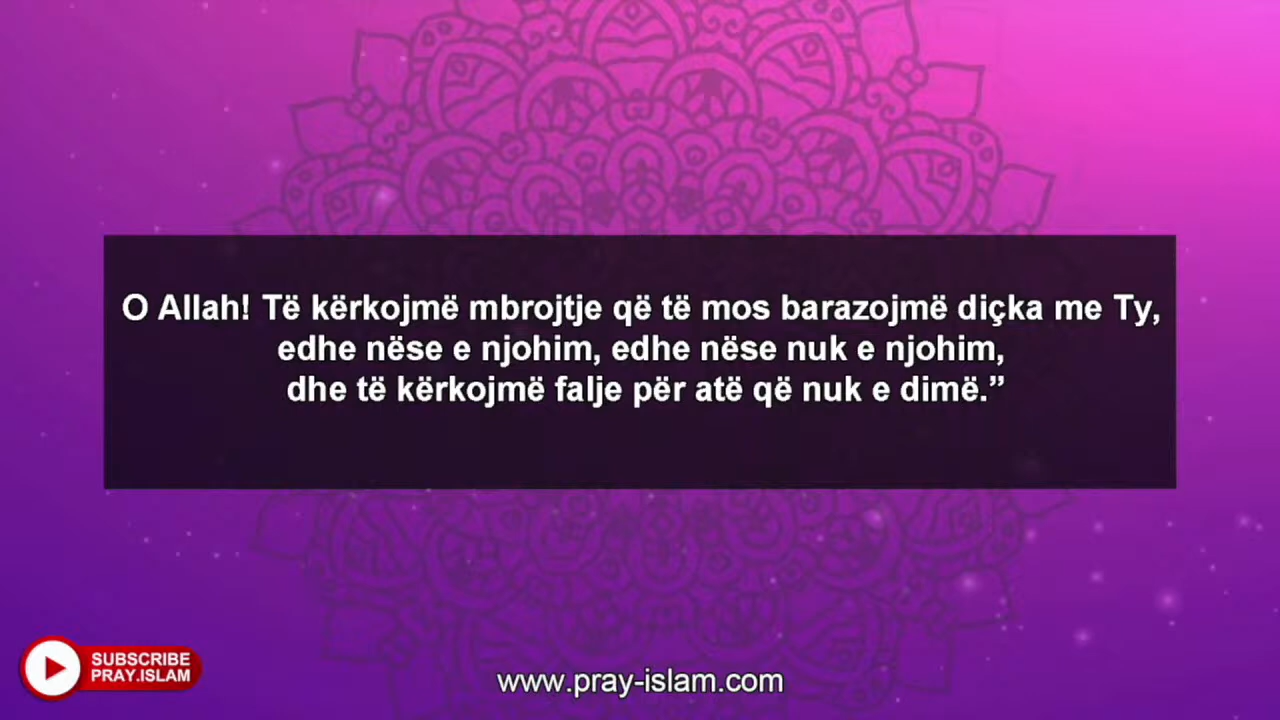 O Allah! Të kërkojmë mbrojtje që të mos barazojmë diçka me Ty,
edhe nëse e njohim, edhe nëse nuk e njohim,
dhe të kërkojmë falje për atë që nuk e dimë.”
SUBSCRIBE
PRAY.ISLAM
www.pray-islam.com